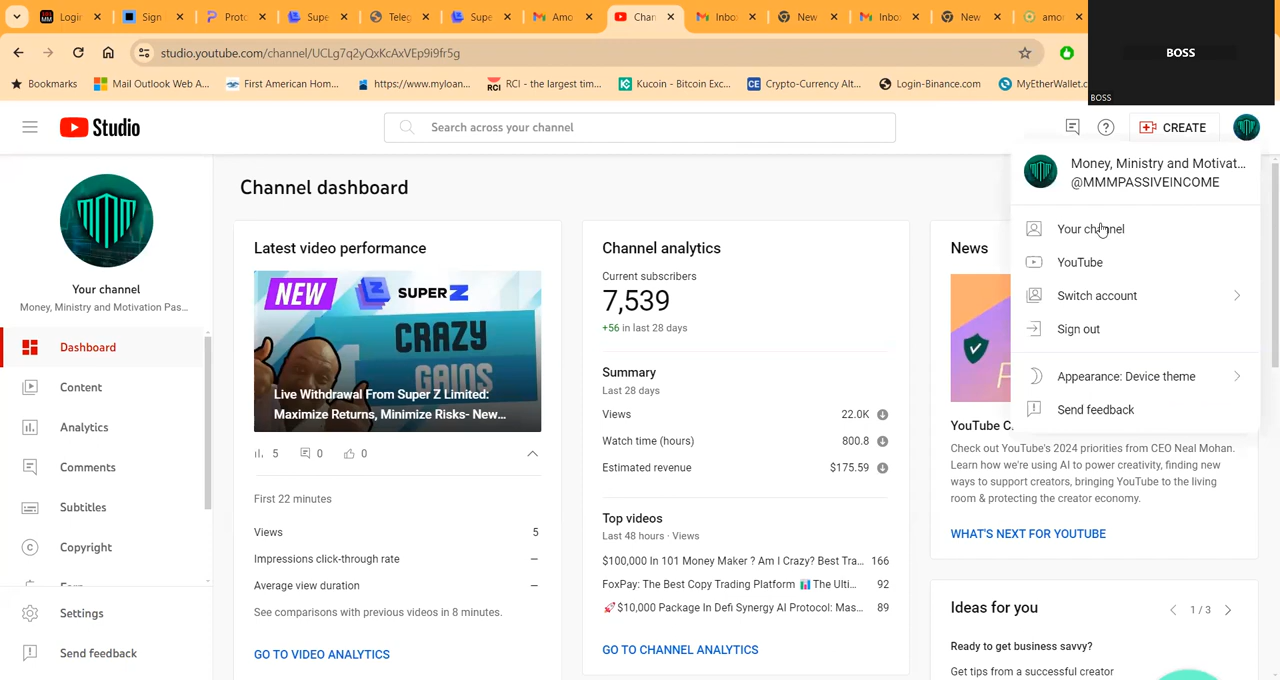 Logi
Sign
Proto
Supe
Teleg
Supe
Amo
Chan
Inbo
New
Inbo
New
amo
studio.youtube.com/channel/UCLg7q2yQxKcAxVEp9i9fr5g
Bookmarks
Mail Outlook Web A...
First American Home...
https://www.myloan...
RCI - the largest tim...
Kucoin - Bitcoin Exc...
Crypto-Currency Alt...
Login-Binance.com
MyEtherWallet.c
BOSS
BOSS
Studio
Search across your channel
CREATE
Money, Ministry and Motivat...
@MMMPASSIVEINCOME
Your channel
YouTube
Switch account
Sign out
Appearance: Device theme
Send feedback
Your channel
Money, Ministry and Motivation Pas...
Dashboard
Content
Analytics
Comments
Subtitles
Copyright
Settings
Send feedback
Channel dashboard
Latest video performance
NEW
SUPER Z
CRAZY
GAINS
Live Withdrawal From Super Z Limited:
Maximize Returns, Minimize Risks- New...
5 0 0
First 22 minutes
Views 5
Impressions click-through rate –
Average view duration –
See comparisons with previous videos in 8 minutes.
GO TO VIDEO ANALYTICS
Channel analytics
Current subscribers
7,539
+56 in last 28 days
Summary
Last 28 days
Views 22.0K
Watch time (hours) 800.8
Estimated revenue $175.59
Top videos
Last 48 hours · Views
$100,000 In 101 Money Maker ? Am I Crazy? Best Tra... 166
FoxPay: The Best Copy Trading Platform 📊 The Ulti... 92
🚀$10,000 Package In Defi Synergy AI Protocol: Mas... 89
GO TO CHANNEL ANALYTICS
News
YouTube C
Check out YouTube's 2024 priorities from CEO Neal Mohan.
Learn how we're using AI to power creativity, finding new
ways to support creators, bringing YouTube to the living
room & protecting the creator economy.
WHAT'S NEXT FOR YOUTUBE
Ideas for you
1 / 3
Ready to get business savvy?
Get tips from a successful creator